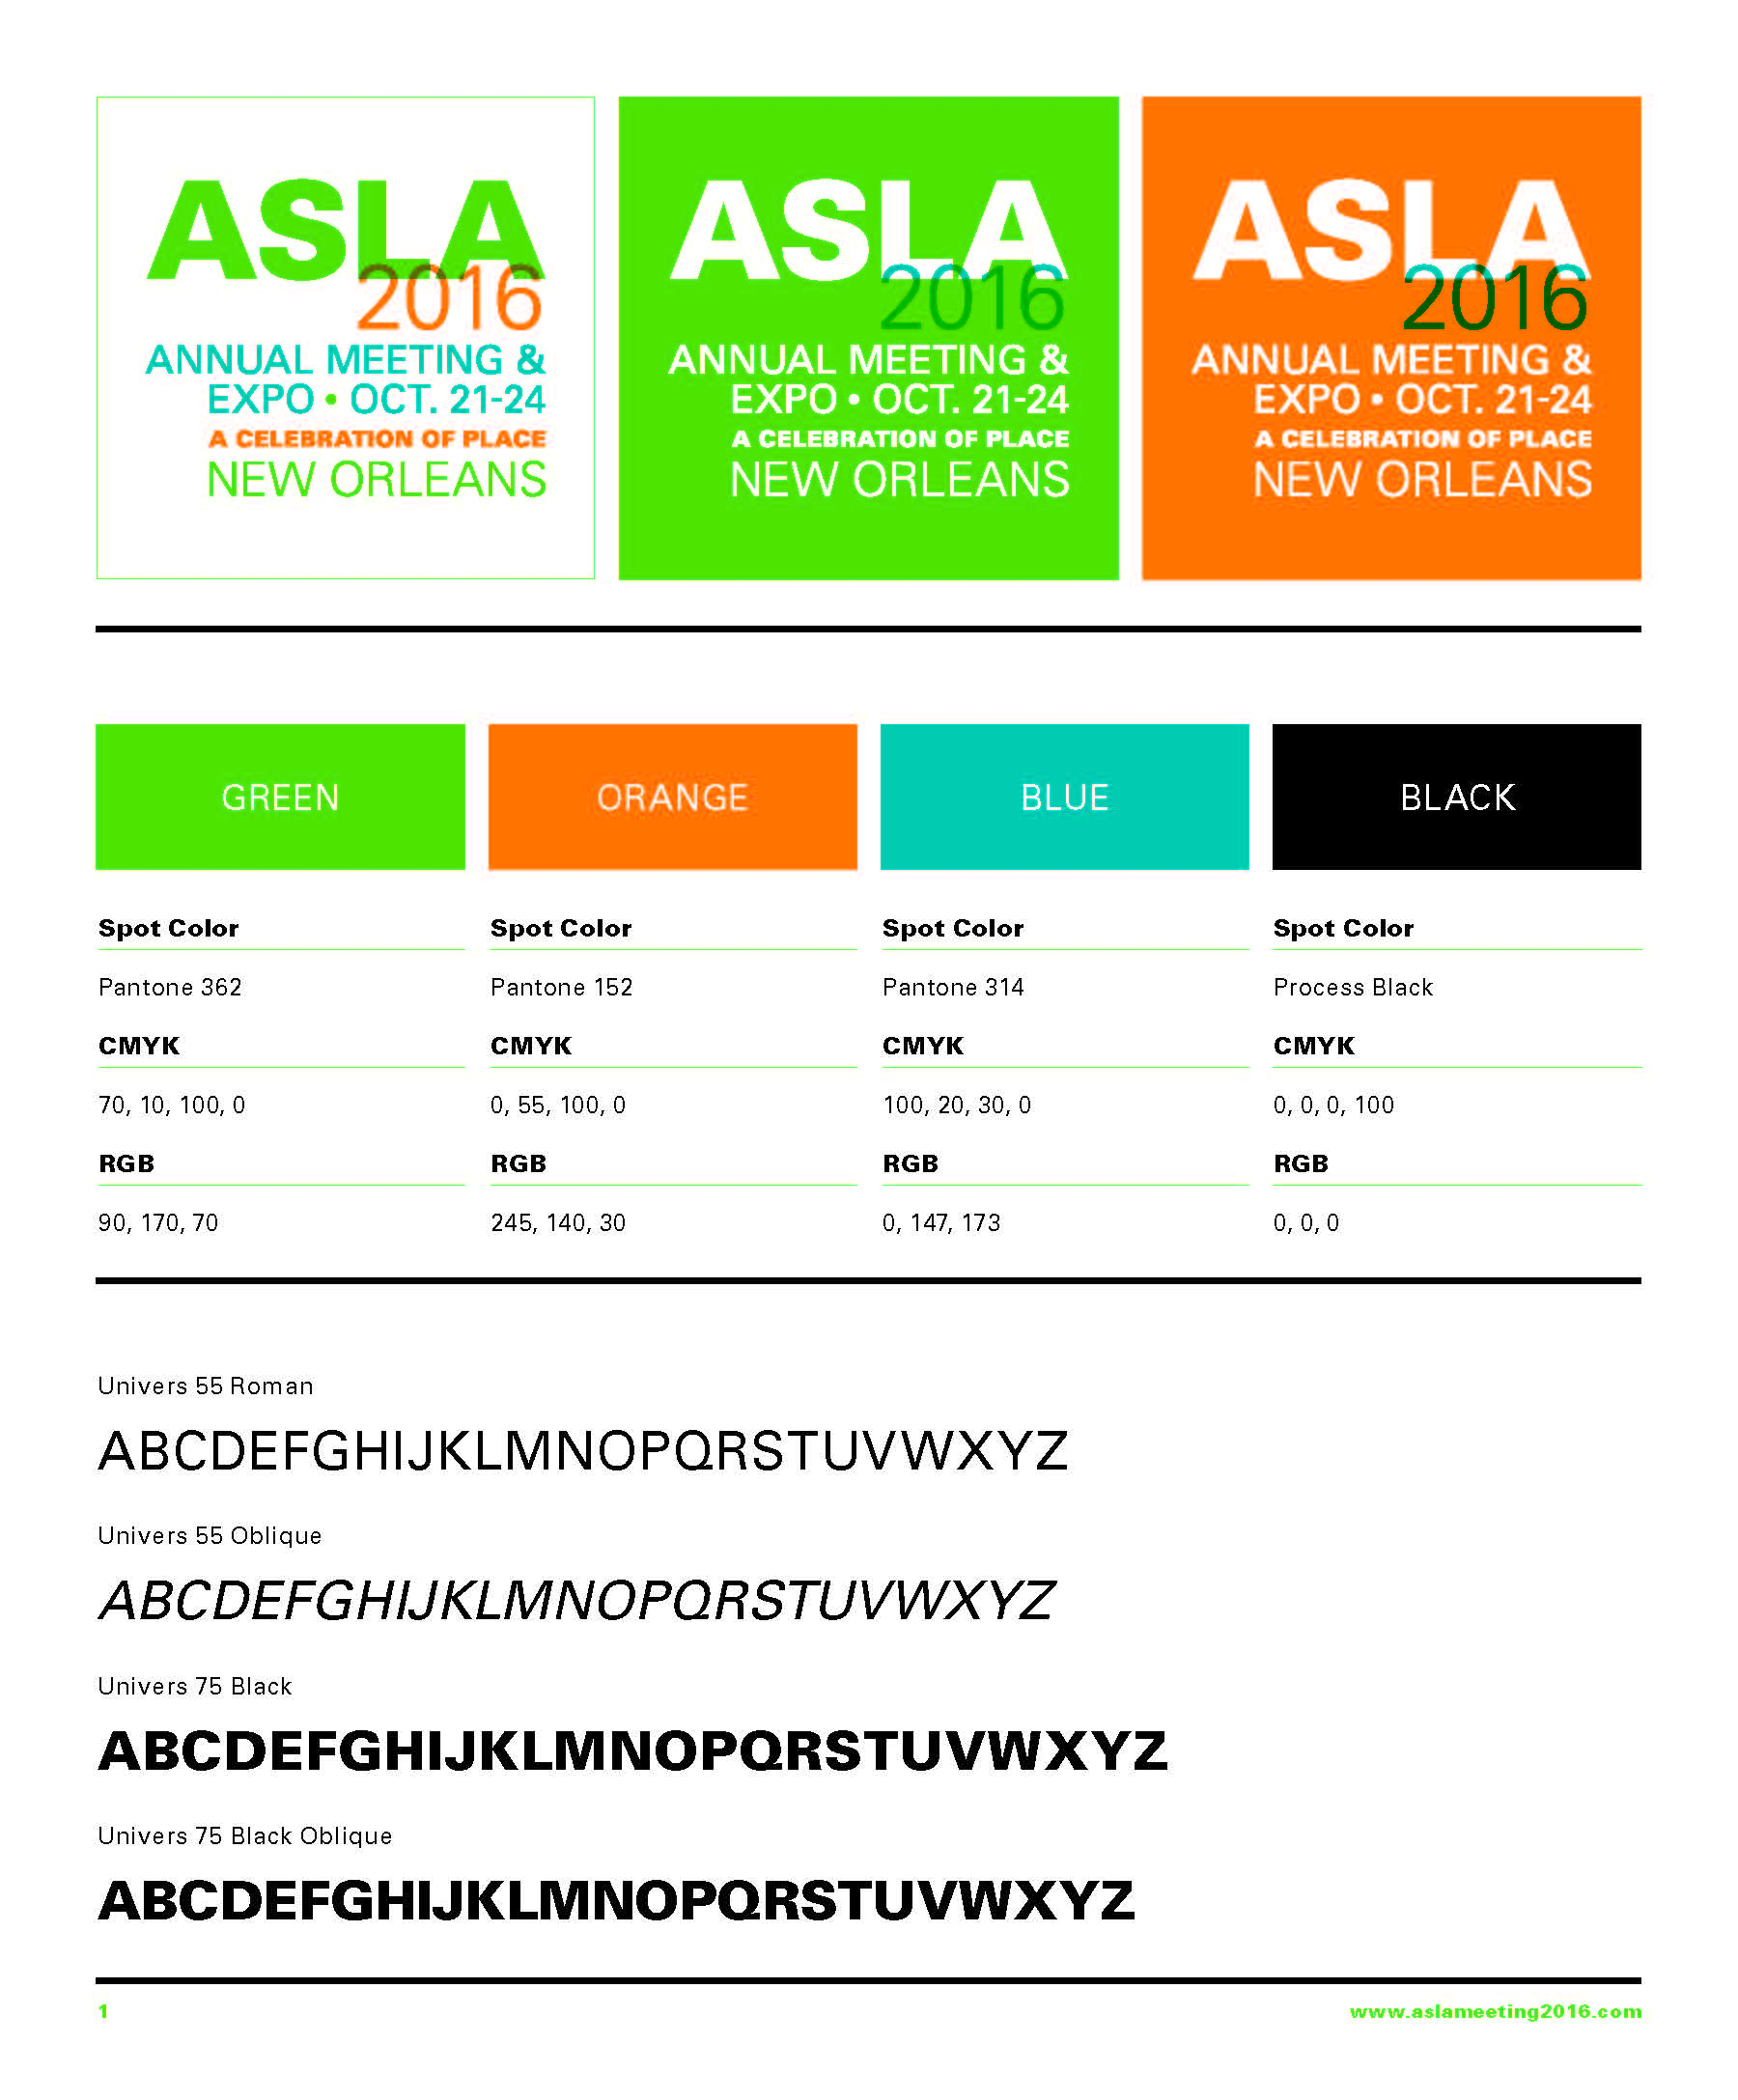 ASLA
2016
ANNUAL MEETING &
EXPO • OCT. 21-24
A CELEBRATION OF PLACE
NEW ORLEANS
ASLA
2016
ANNUAL MEETING &
EXPO • OCT. 21-24
A CELEBRATION OF PLACE
NEW ORLEANS
ASLA
2016
ANNUAL MEETING &
EXPO • OCT. 21-24
A CELEBRATION OF PLACE
NEW ORLEANS
GREEN
Spot Color
Pantone 362
CMYK
70, 10, 100, 0
RGB
90, 170, 70
ORANGE
Spot Color
Pantone 152
CMYK
0, 55, 100, 0
RGB
245, 140, 30
BLUE
Spot Color
Pantone 314
CMYK
100, 20, 30, 0
RGB
0, 147, 173
BLACK
Spot Color
Process Black
CMYK
0, 0, 0, 100
RGB
0, 0, 0
Univers 55 Roman
ABCDEFGHIJKLMNOPQRSTUVWXYZ
Univers 55 Oblique
ABCDEFGHIJKLMNOPQRSTUVWXYZ
Univers 75 Black
ABCDEFGHIJKLMNOPQRSTUVWXYZ
Univers 75 Black Oblique
ABCDEFGHIJKLMNOPQRSTUVWXYZ
1
www.aslameeting2016.com